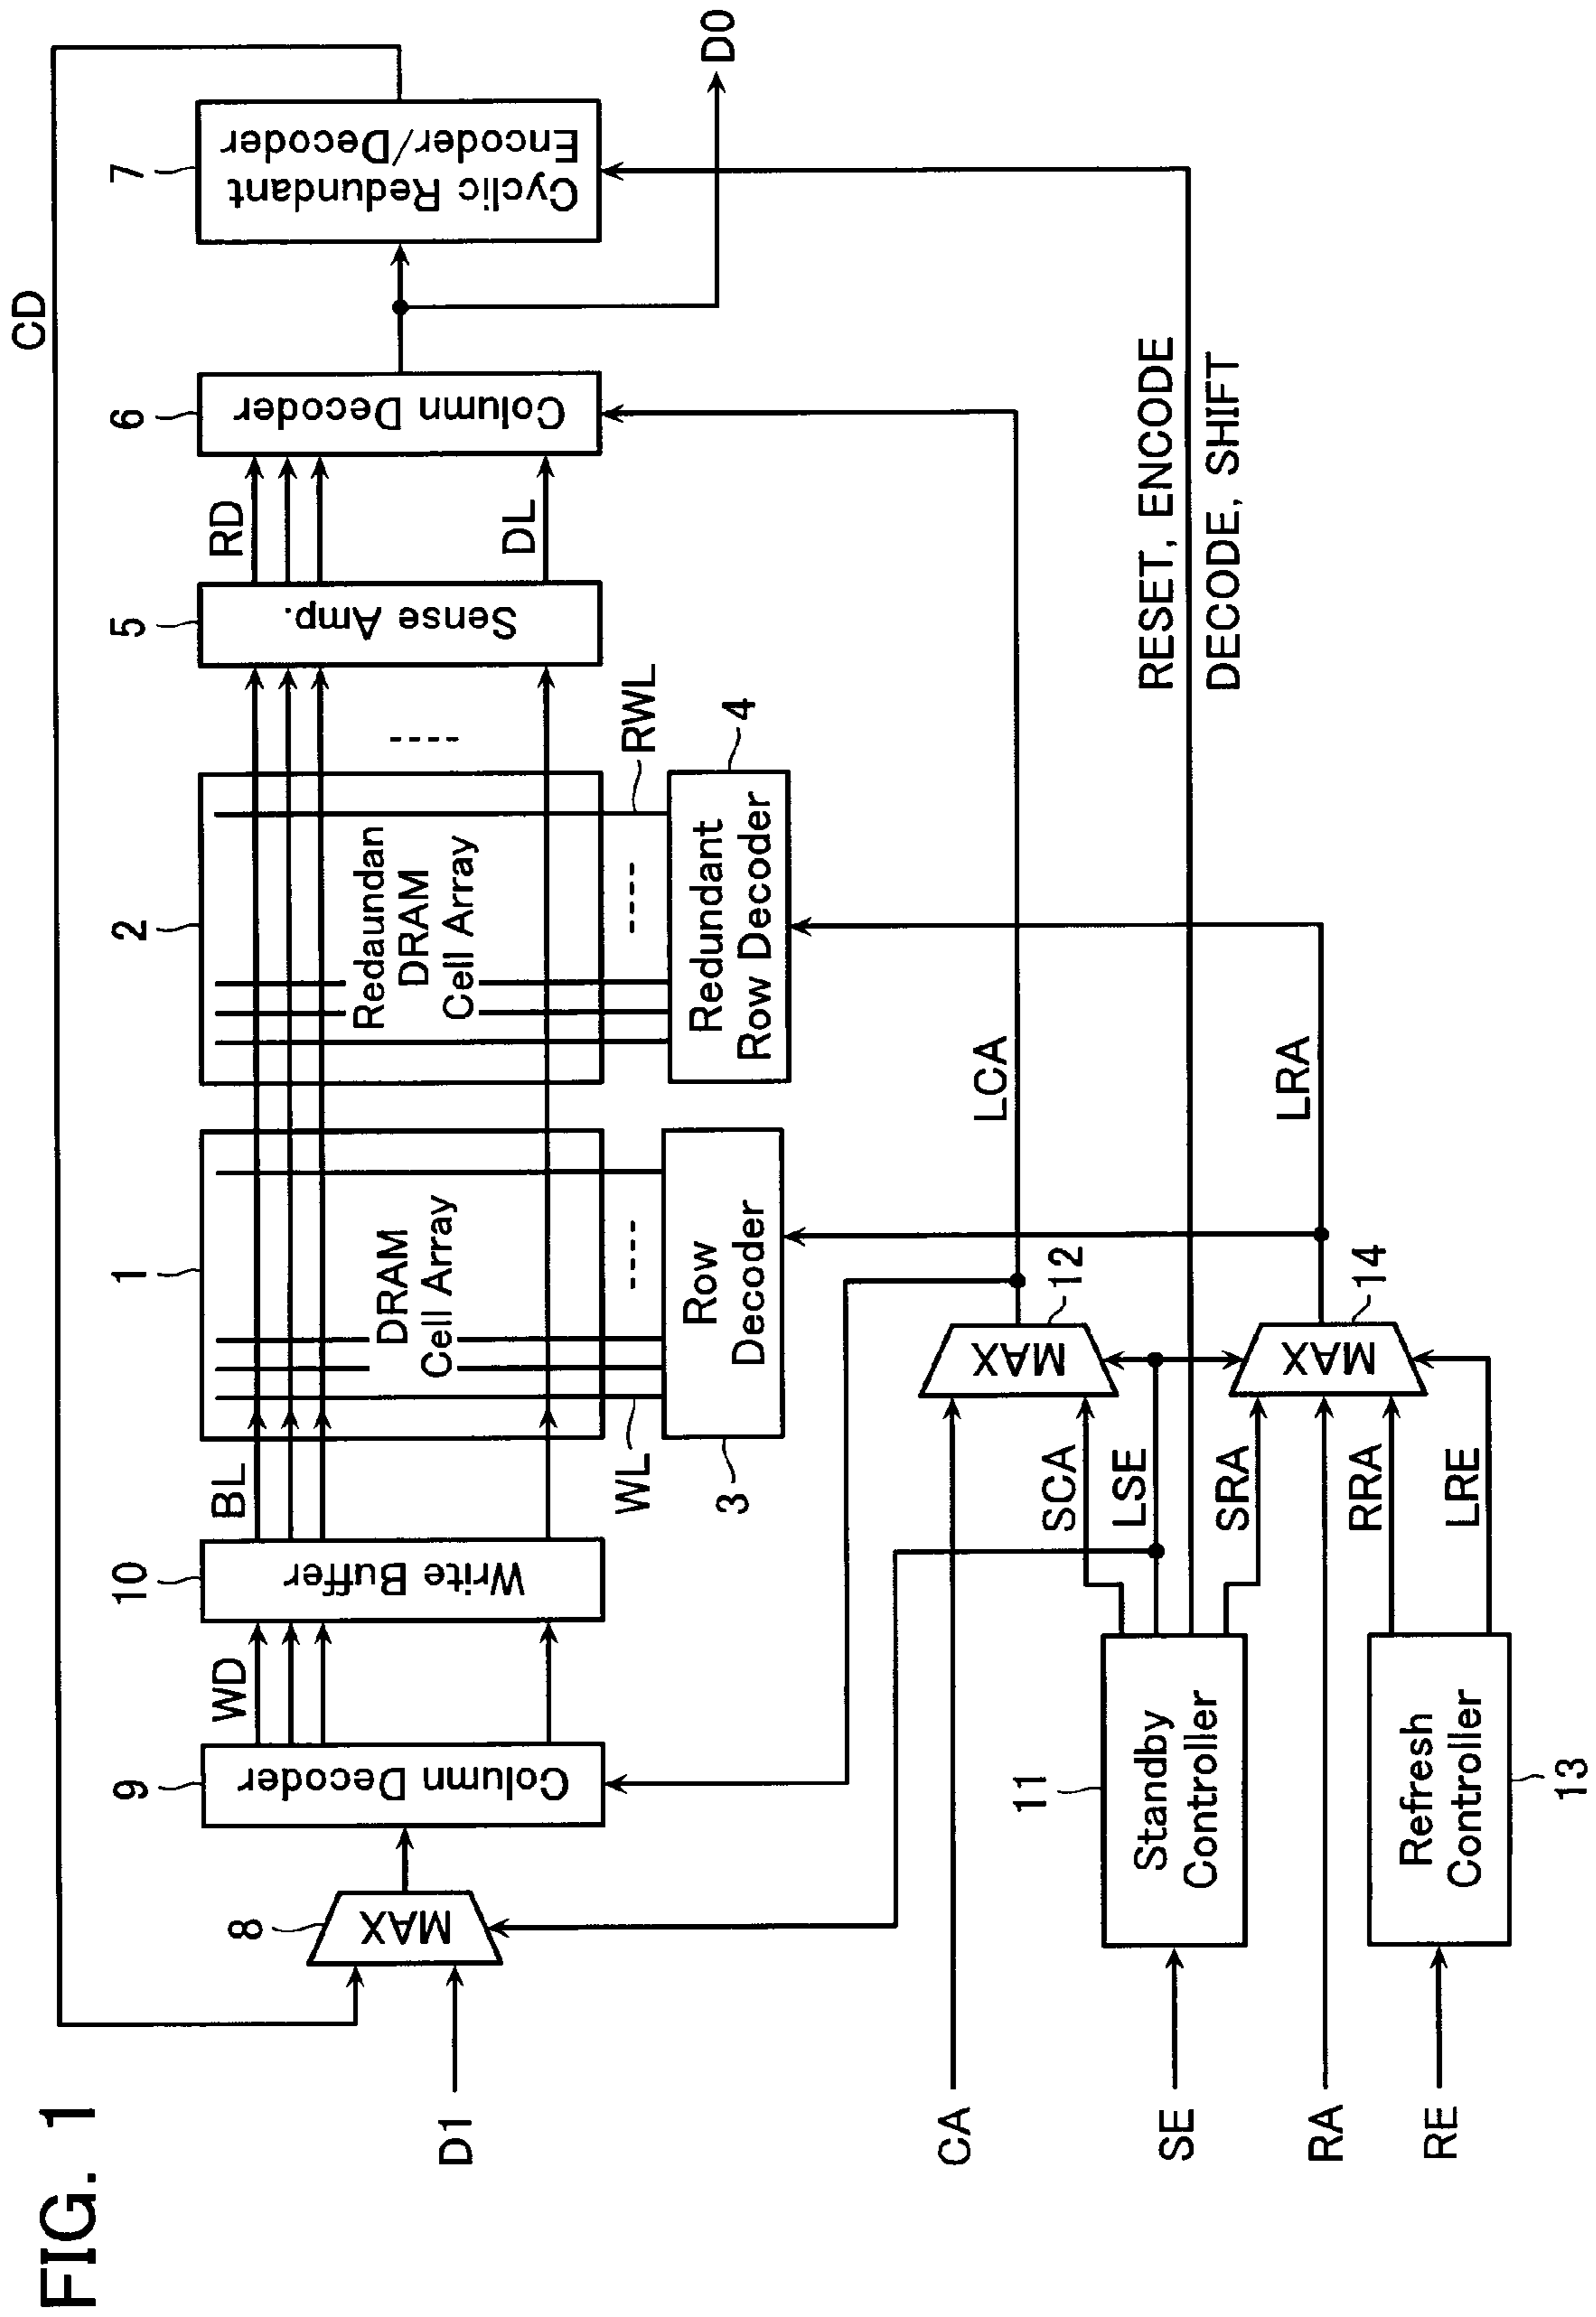 FIG. 1
CD
8
MAX
D1
9
Column Decoder
WD
10
Write Buffer
BL
1
DRAM
Cell Array
WL
3
Row
Decoder
2
Redaundan
DRAM
Cell Array
RWL
4
Redundant
Row Decoder
5
Sense Amp.
RD
DL
6
Column Decoder
7
Cyclic Redundant
Encoder/Decoder
D0
CA
SE
RA
RE
11
Standby
Controller
13
Refresh
Controller
SCA
LSE
SRA
RRA
LRE
MAX
12
MAX
14
LCA
LRA
RESET, ENCODE
DECODE, SHIFT